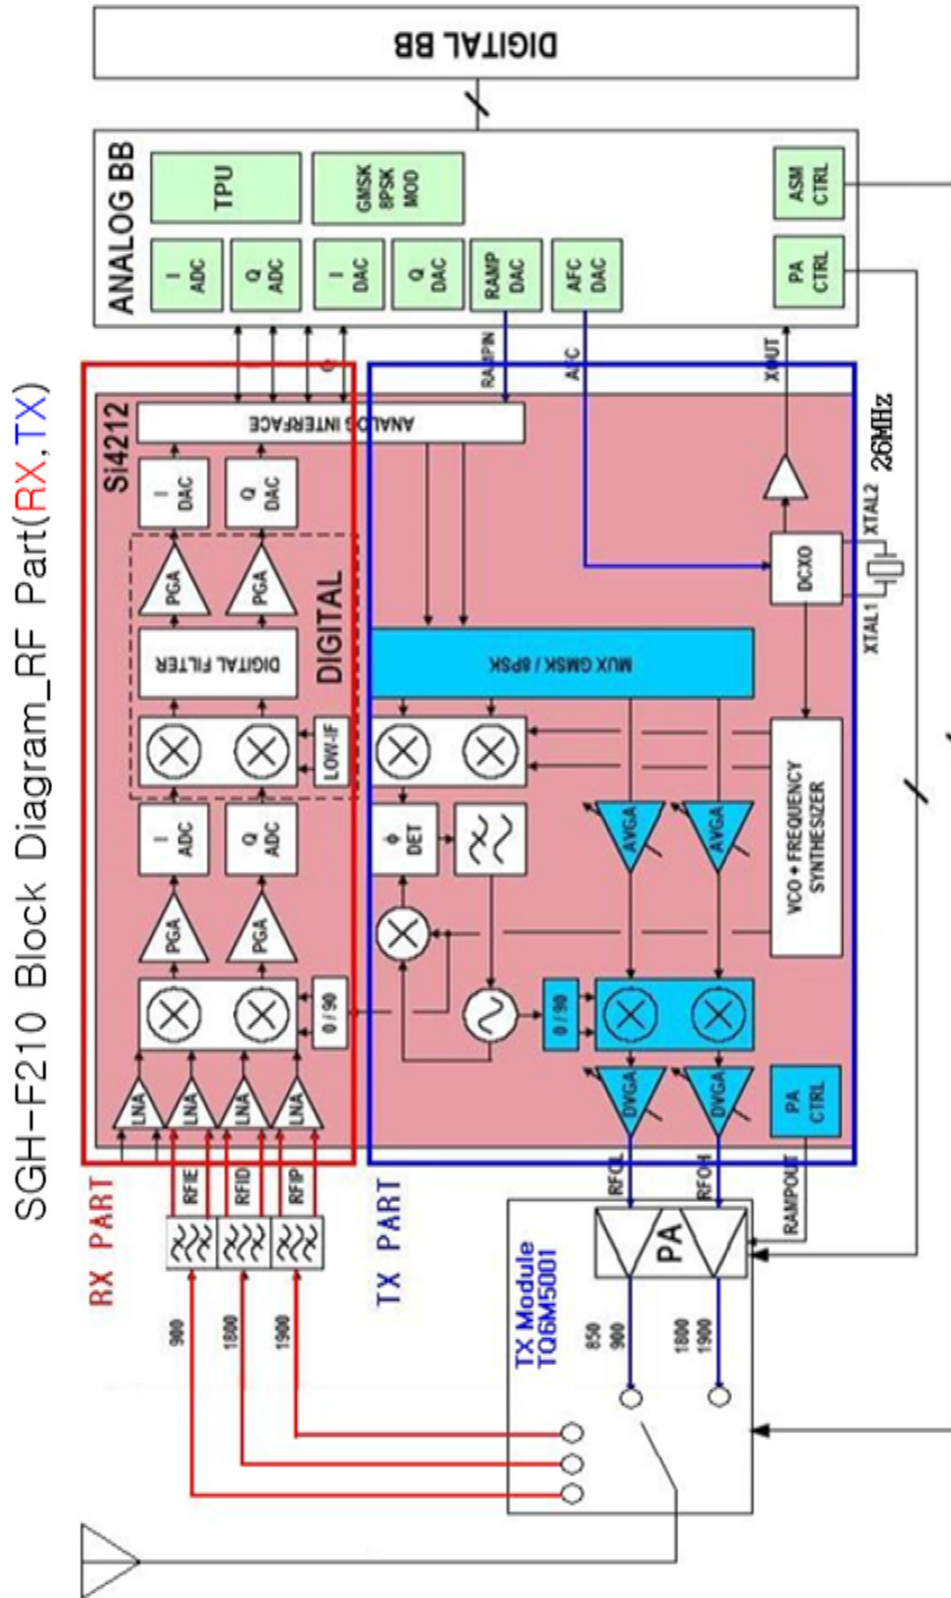 SGH-F210 Block Diagram_RF Part(RX,TX)
DIGITAL BB
ANALOG BB
TPU
GMSK
8PSK
MOD
ASM
CTRL
I
ADC
Q
ADC
I
DAC
Q
DAC
RAMP
DAC
AFC
DAC
PA
CTRL
RAMPIN
AFC
XOUT
Si4212
ANALOG INTERFACE
I
DAC
Q
DAC
PGA
PGA
DIGITAL
DIGITAL FILTER
LOW-IF
I
ADC
Q
ADC
PGA
PGA
0 / 90
LNA
LNA
LNA
LNA
26MHz
XTAL2
XTAL1
DCXO
MUX GMSK / 8PSK
Φ
DET
AVGA
AVGA
VCO + FREQUENCY
SYNTHESIZER
0 / 90
DVGA
DVGA
PA
CTRL
RX PART
RFIE
RFID
RFIP
900
1800
1900
TX PART
RFOL
RFOH
RAMPOUT
TX Module
TQ6M5001
PA
850
900
1800
1900